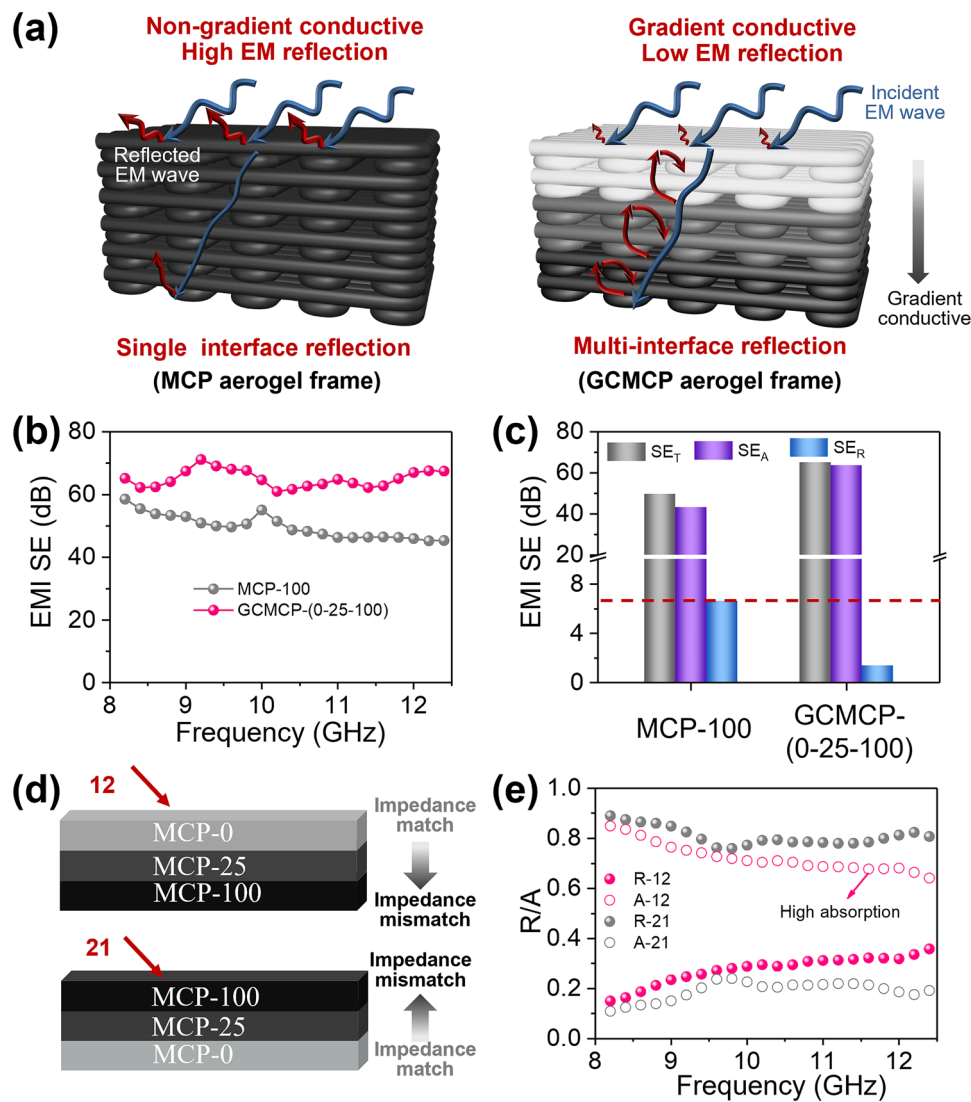 (a)
Non-gradient conductive
High EM reflection
Gradient conductive
Low EM reflection
Incident
EM wave
Reflected
EM wave
Gradient
conductive
Single interface reflection
(MCP aerogel frame)
Multi-interface reflection
(GCMCP aerogel frame)
(b)
EMI SE (dB)
80
60
40
20
0
MCP-100
GCMCP-(0-25-100)
8 9 10 11 12
Frequency (GHz)
(c)
EMI SE (dB)
80
60
40
20
8
4
0
SET SEA SER
MCP-100
GCMCP-
(0-25-100)
(d)
12
MCP-0
MCP-25
MCP-100
Impedance
match
Impedance
mismatch
21
MCP-100
MCP-25
MCP-0
Impedance
mismatch
Impedance
match
(e)
R/A
1.0
0.8
0.6
0.4
0.2
0.0
R-12
A-12
R-21
A-21
High absorption
8 9 10 11 12
Frequency (GHz)